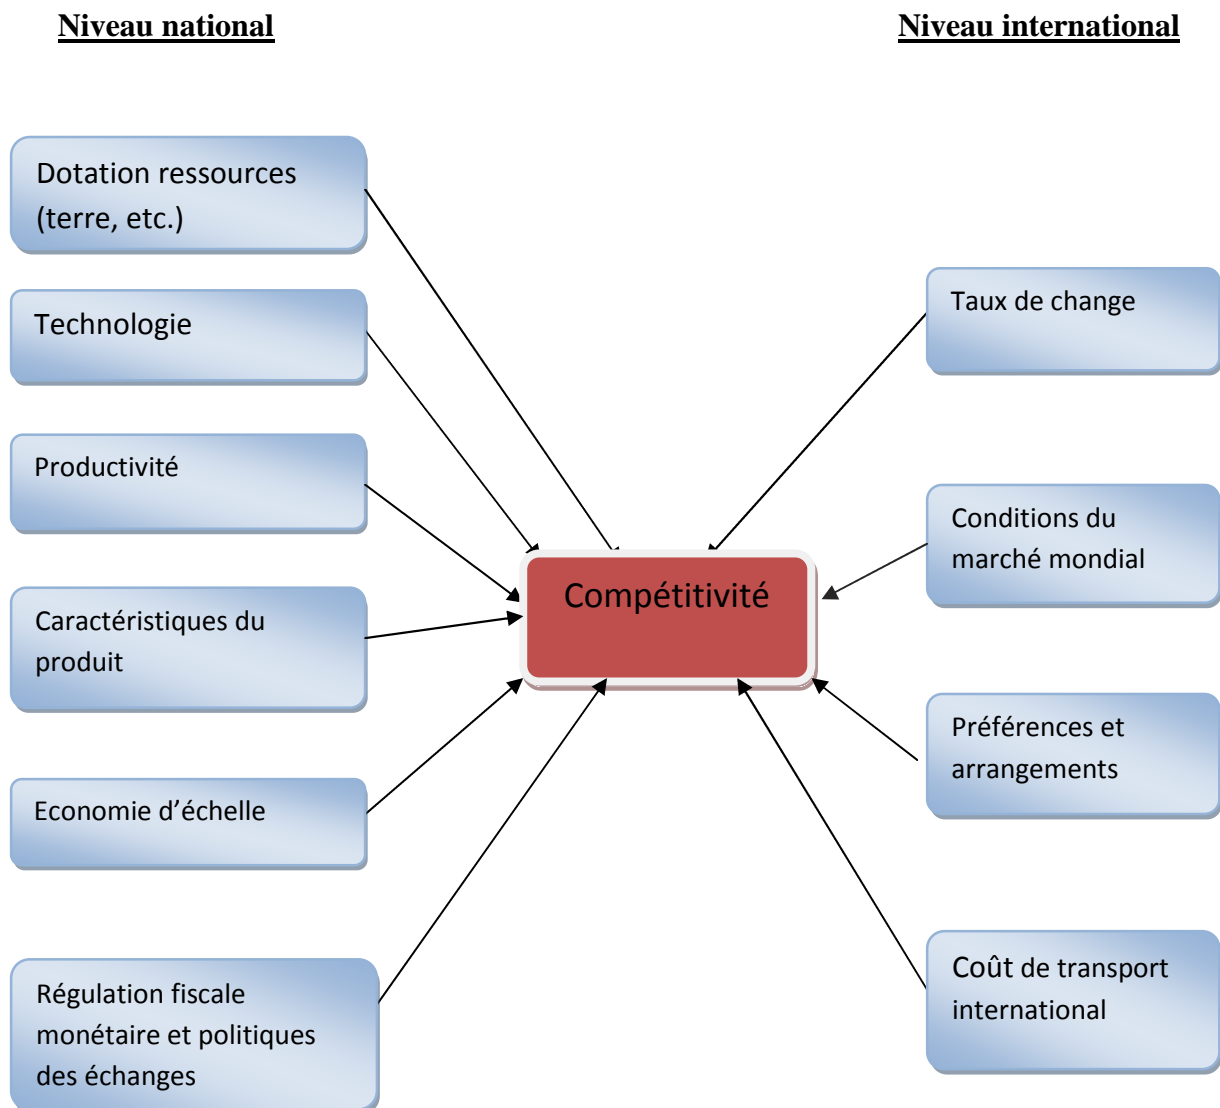 Niveau national
Niveau international
Dotation ressources
(terre, etc.)
Technologie
Productivité
Caractéristiques du
produit
Economie d’échelle
Régulation fiscale
monétaire et politiques
des échanges
Compétitivité
Taux de change
Conditions du
marché mondial
Préférences et
arrangements
Coût de transport
international